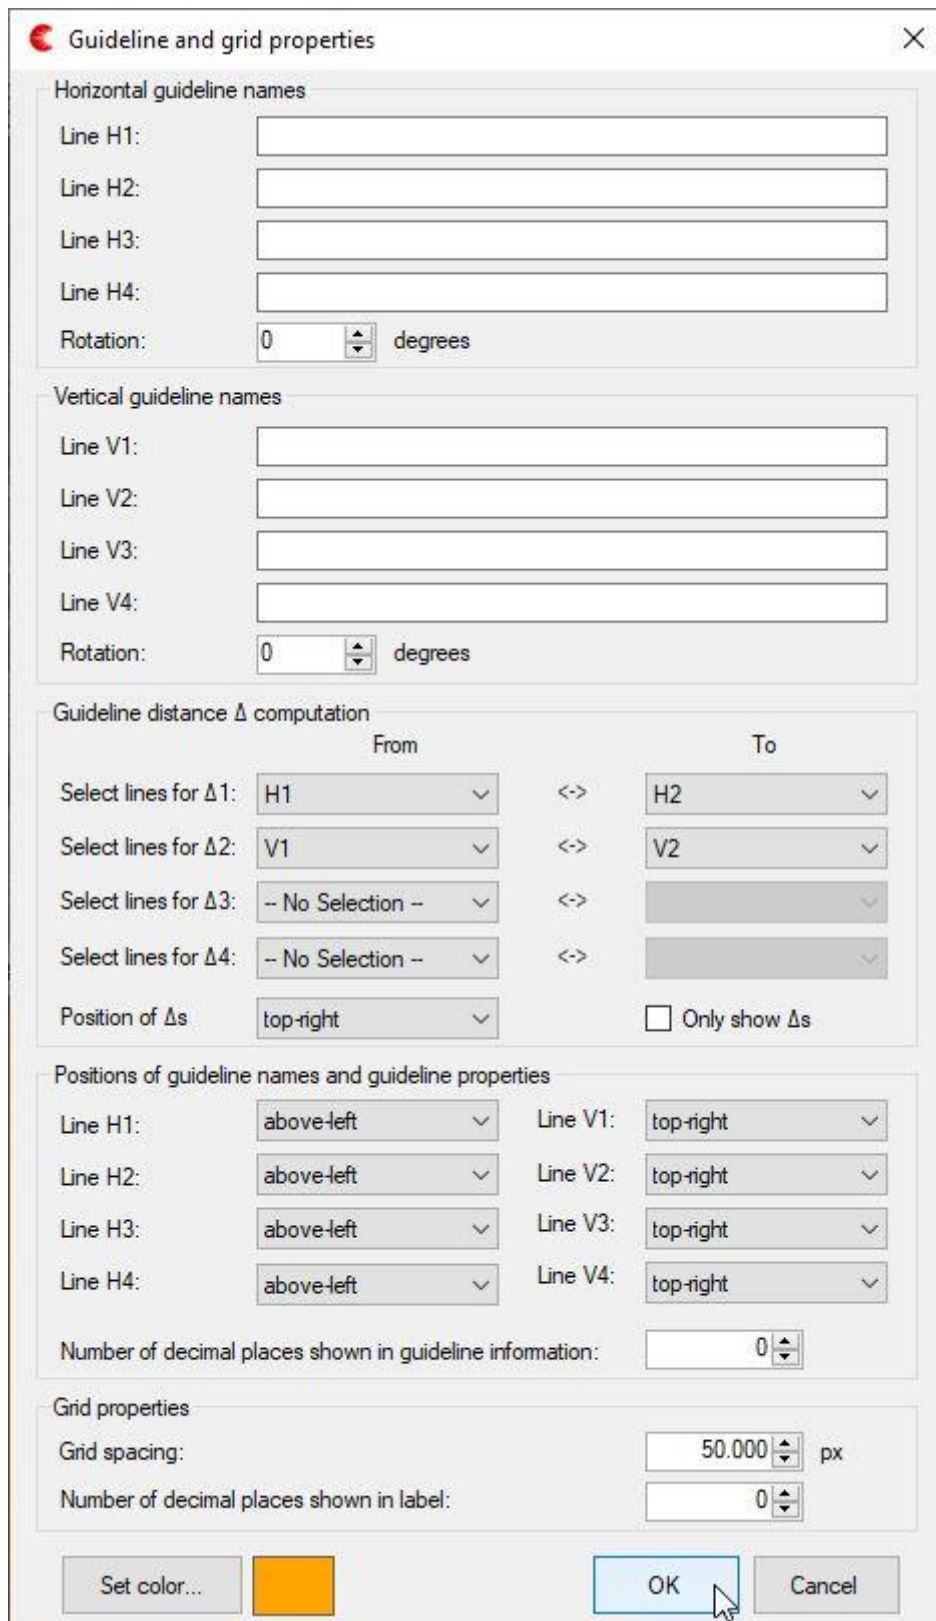 Guideline and grid properties
Horizontal guideline names
Line H1:
Line H2:
Line H3:
Line H4:
Rotation: 0 degrees
Vertical guideline names
Line V1:
Line V2:
Line V3:
Line V4:
Rotation: 0 degrees
Guideline distance Δ computation
From To
Select lines for Δ1: H1 <-> H2
Select lines for Δ2: V1 <-> V2
Select lines for Δ3: -- No Selection -- <->
Select lines for Δ4: -- No Selection -- <->
Position of Δs top-right Only show Δs
Positions of guideline names and guideline properties
Line H1: above-left Line V1: top-right
Line H2: above-left Line V2: top-right
Line H3: above-left Line V3: top-right
Line H4: above-left Line V4: top-right
Number of decimal places shown in guideline information: 0
Grid properties
Grid spacing: 50.000 px
Number of decimal places shown in label: 0
Set color... OK Cancel